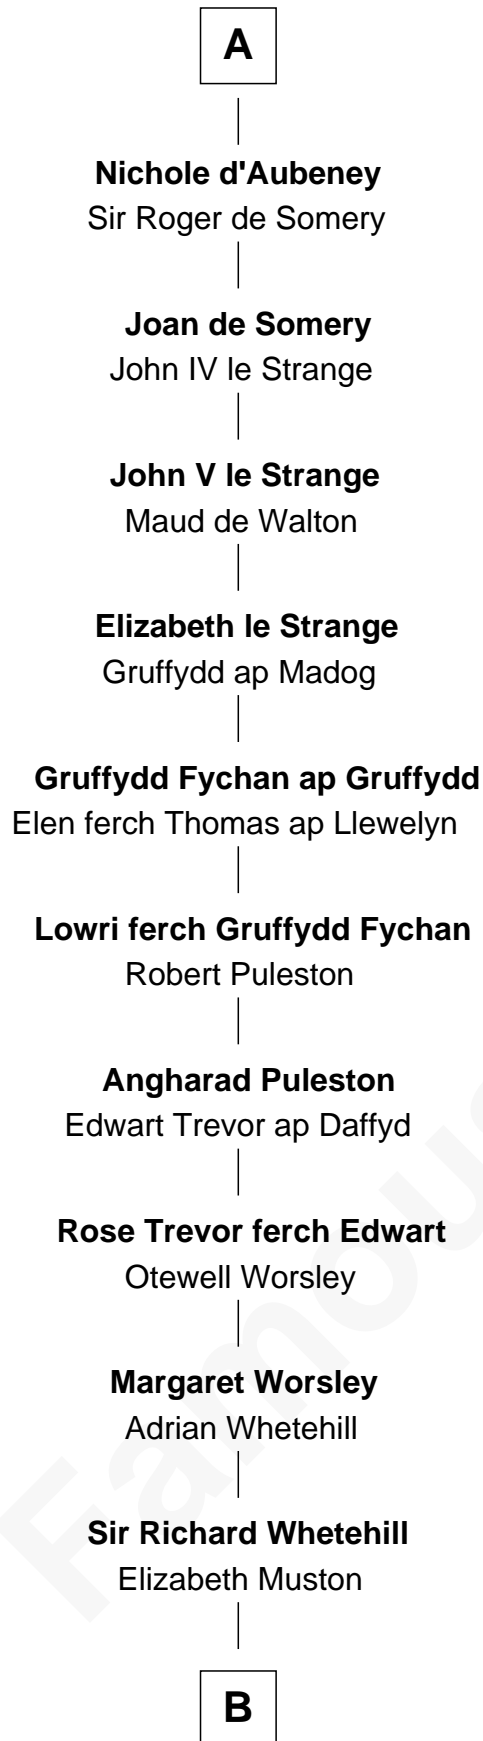 A
Nichole d'Aubeney
Sir Roger de Somery
Joan de Somery
John IV le Strange
John V le Strange
Maud de Walton
Elizabeth le Strange
Gruffydd ap Madog
Gruffydd Fychan ap Gruffydd
Elen ferch Thomas ap Llewelyn
Lowri ferch Gruffydd Fychan
Robert Puleston
Angharad Puleston
Edwart Trevor ap Daffyd
Rose Trevor ferch Edwart
Otewell Worsley
Margaret Worsley
Adrian Whetehill
Sir Richard Whetehill
Elizabeth Muston
B
Famous